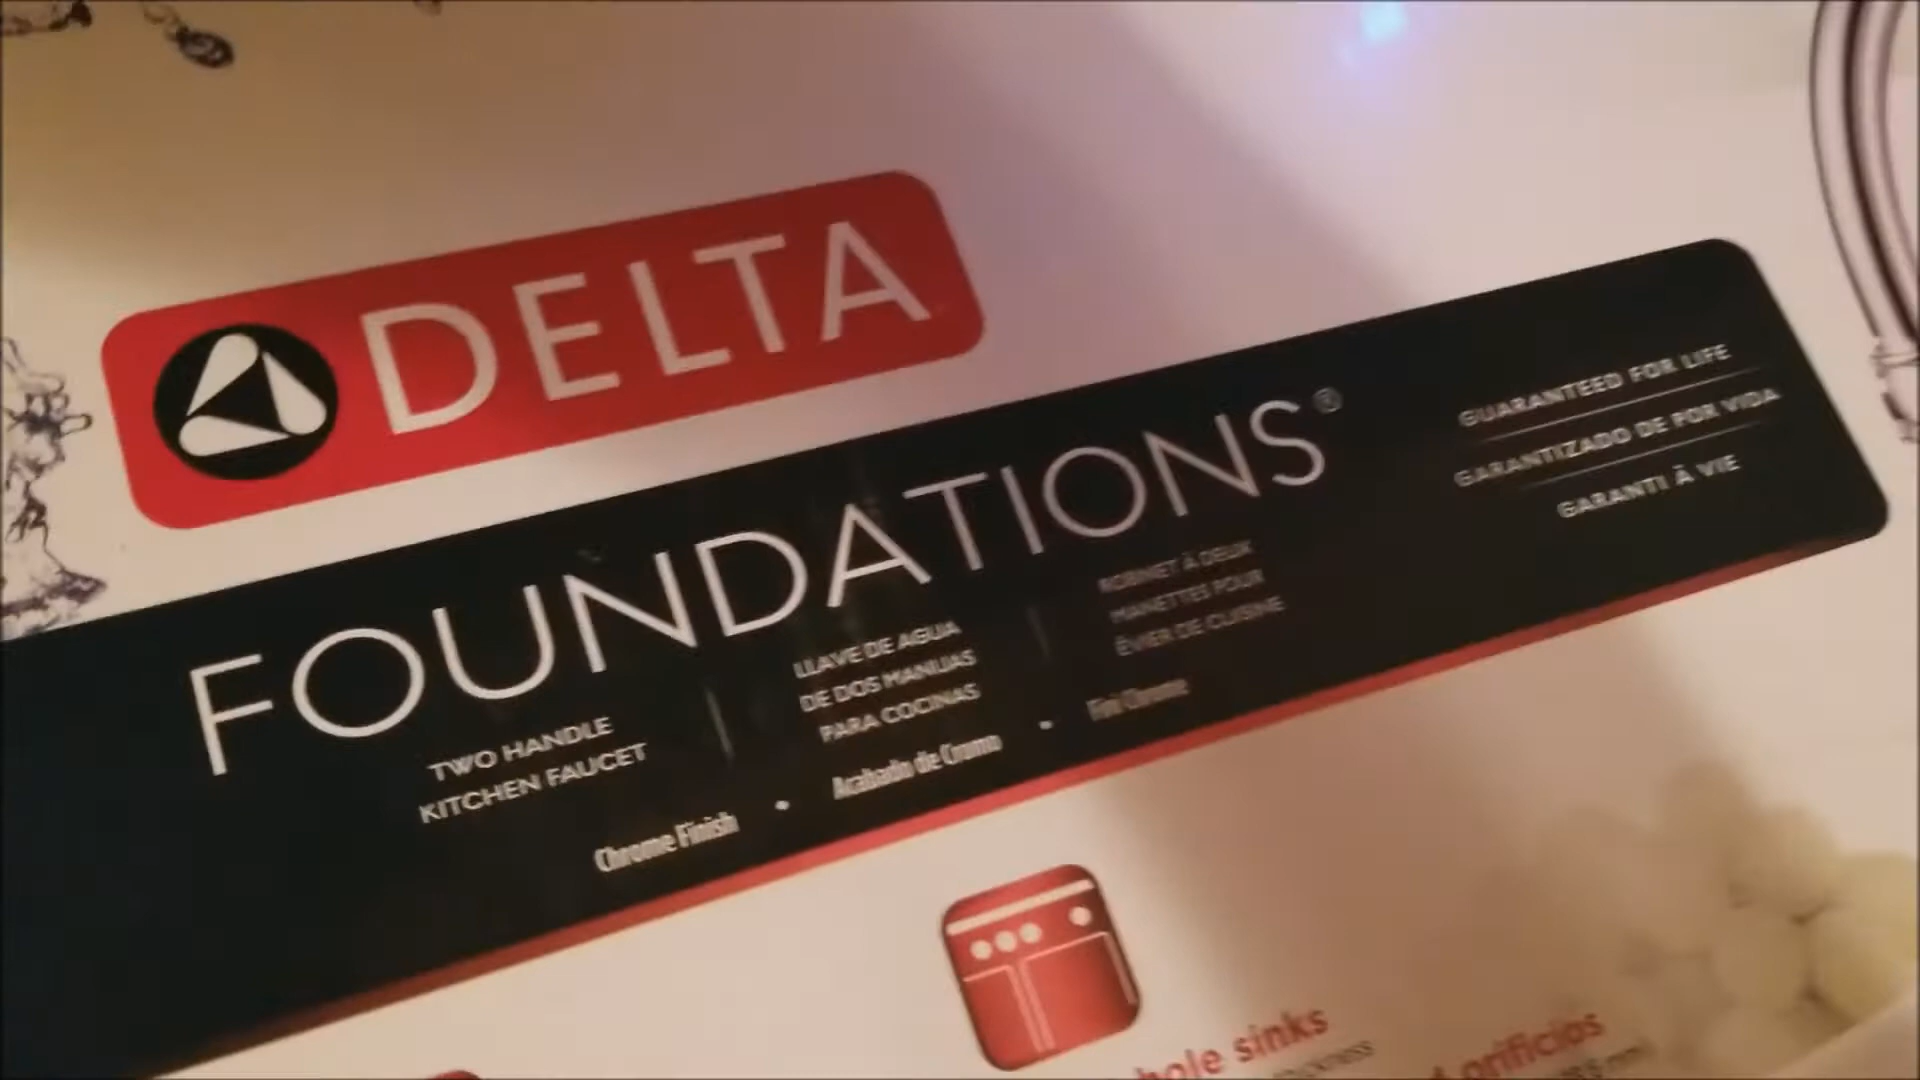 DELTA
FOUNDATIONS®
TWO HANDLE
KITCHEN FAUCET
LLAVE DE AGUA
DE DOS MANIJAS
PARA COCINAS
ROBINET À DEUX
MANETTES POUR
ÉVIER DE CUISINE
Chrome Finish • Acabado de Cromo • Fini Chrome
GUARANTEED FOR LIFE
GARANTIZADO DE POR VIDA
GARANTI À VIE
hole sinks
orificios